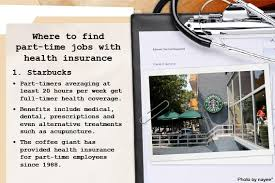 Where to find
part-time jobs with
health insurance
1. Starbucks
• Part-timers averaging at
least 20 hours per week get
full-timer health coverage.
• Benefits include medical,
dental, prescriptions and
even alternative treatments
such as acupuncture.
• The coffee giant has
provided health insurance
for part-time employees
since 1988.
Photo by nayee*